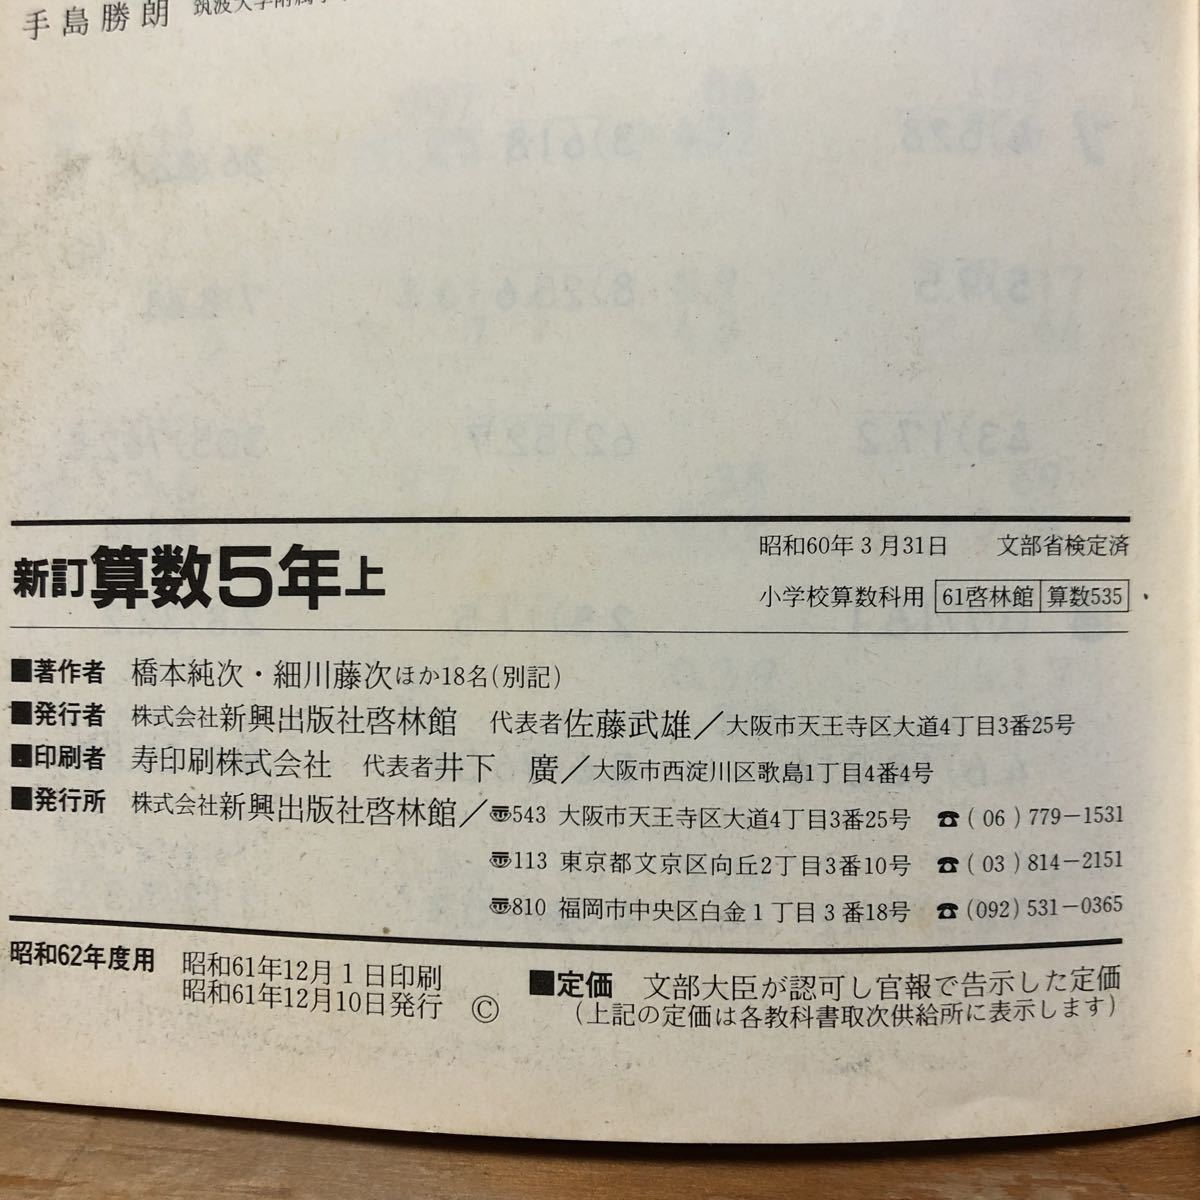 手島勝朗
新訂 算数5年上
昭和60年3月31日 文部省検定済
小学校算数科用 61啓林館 算数535
■著作者 橋本純次・細川藤次ほか18名(別記)
■発行者 株式会社新興出版社啓林館 代表者佐藤武雄／大阪市天王寺区大道4丁目3番25号
■印刷者 寿印刷株式会社 代表者井下 廣／大阪市西淀川区歌島1丁目4番4号
■発行所 株式会社新興出版社啓林館／〠543 大阪市天王寺区大道4丁目3番25号 ☎(06)779-1531
〠113 東京都文京区向丘2丁目3番10号 ☎(03)814-2151
〠810 福岡市中央区白金1丁目3番18号 ☎(092)531-0365
昭和62年度用 昭和61年12月1日印刷
昭和61年12月10日発行 ©
■定価 文部大臣が認可し官報で告示した定価
(上記の定価は各教科書取次供給所に表示します)